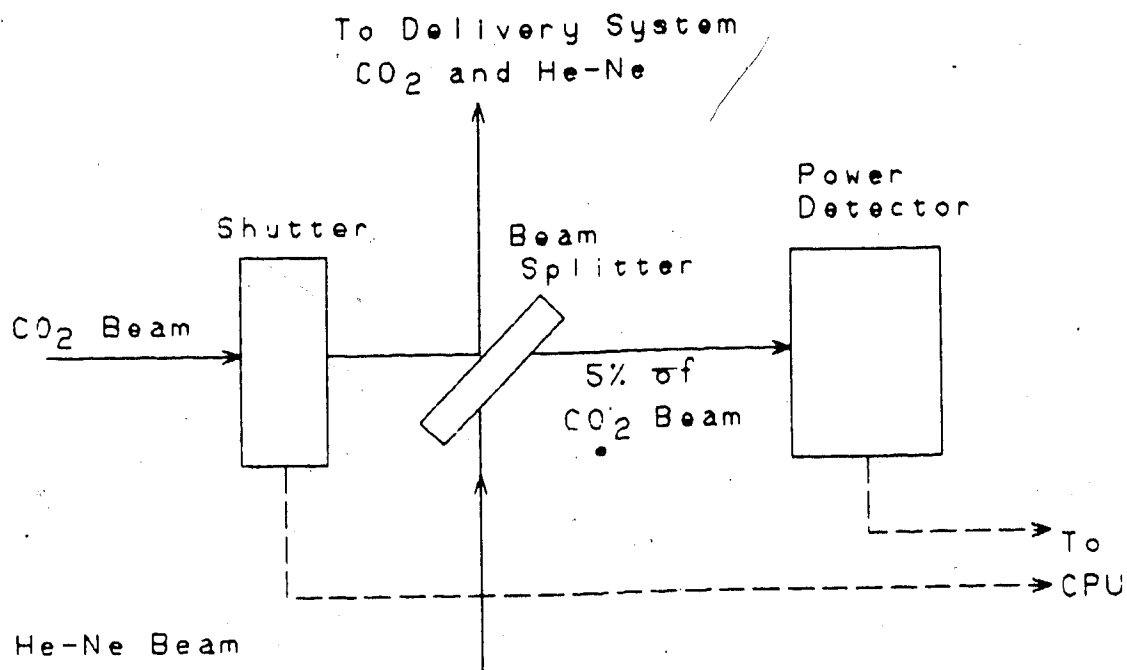 To Delivery System
CO₂ and He-Ne
Power
Detector
Shutter
Beam
Splitter
CO₂ Beam
5% of
CO₂ Beam
To
CPU
He-Ne Beam